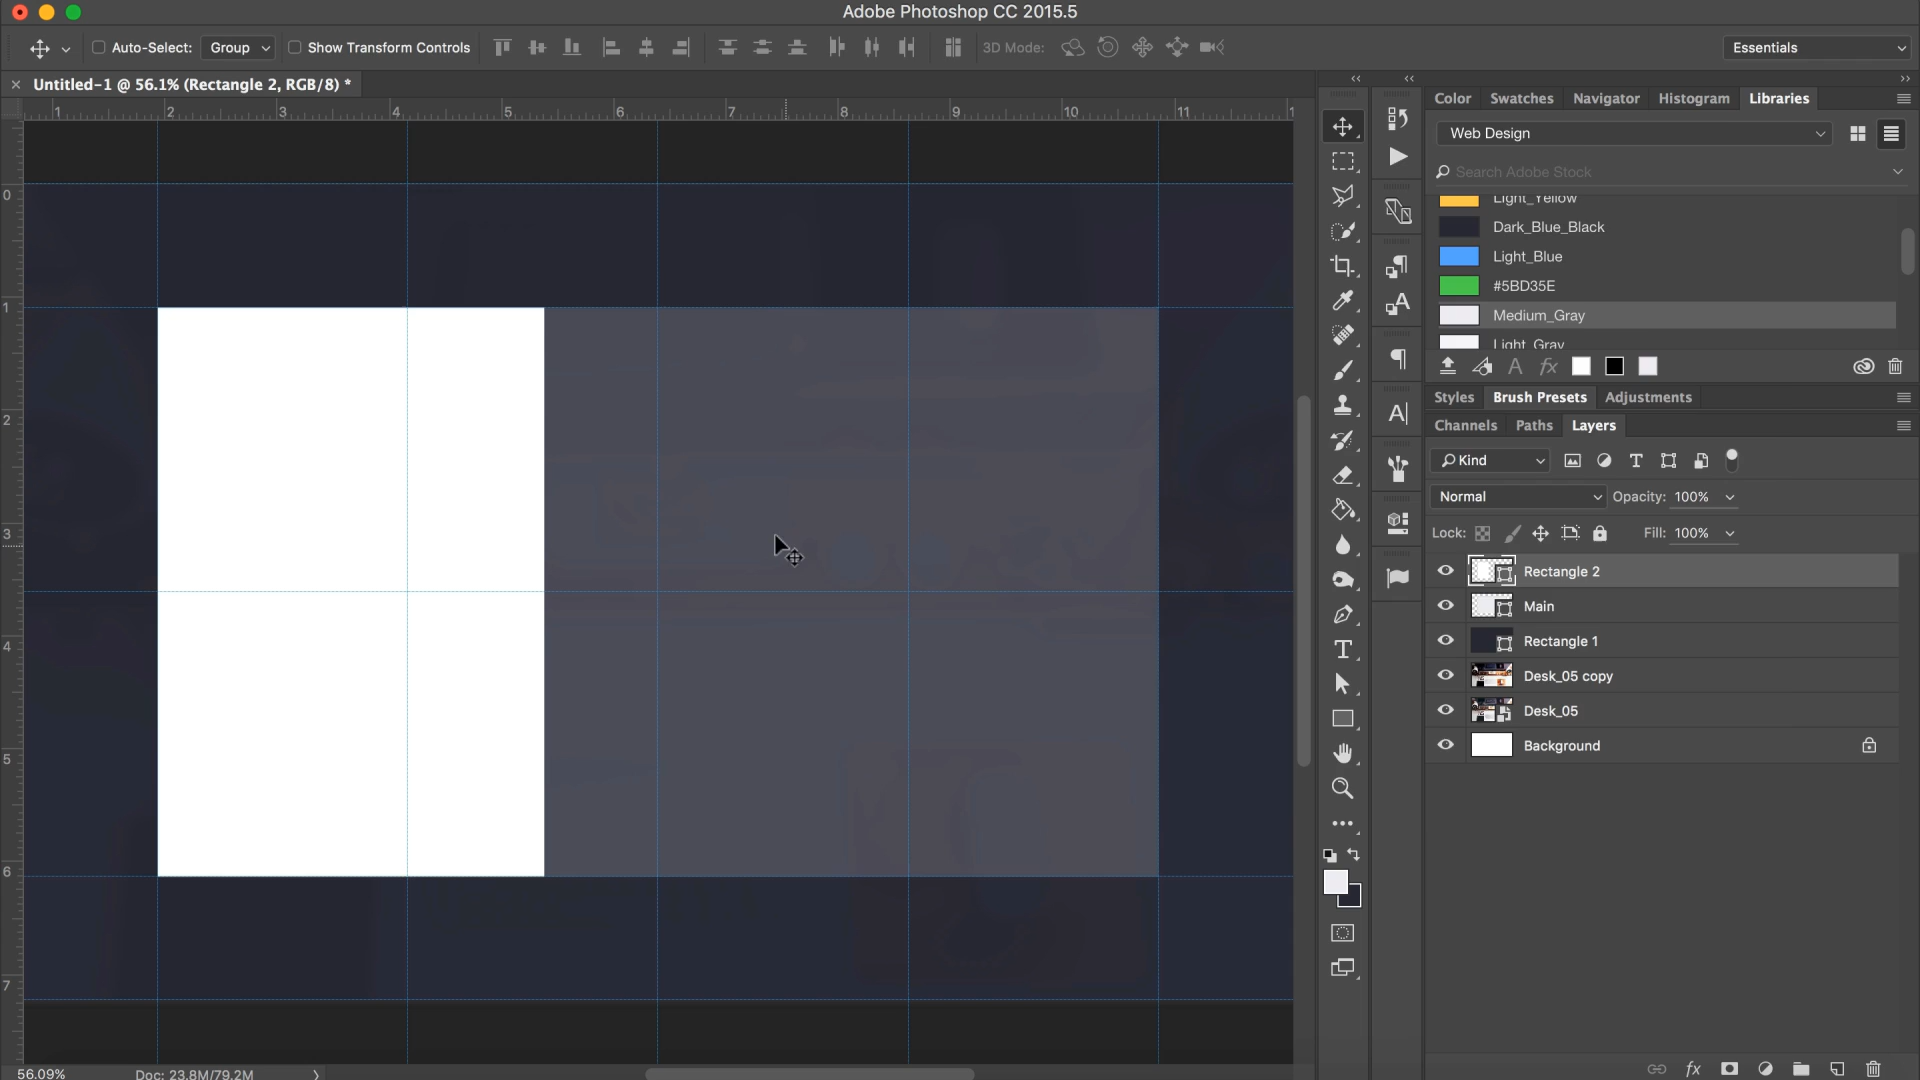 Adobe Photoshop CC 2015.5
Auto-Select: Group Show Transform Controls 3D Mode: Essentials
Untitled-1 @ 56.1% (Rectangle 2, RGB/8) *
1 2 3 4 5 6 7 8 9 10 11 1
0
1
2
3
4
5
6
7
Color Swatches Navigator Histogram Libraries
Web Design
Search Adobe Stock
Light_Yellow
Dark_Blue_Black
Light_Blue
#5BD35E
Medium_Gray
Light_Gray
Styles Brush Presets Adjustments
Channels Paths Layers
Kind
Normal Opacity: 100%
Lock: Fill: 100%
Rectangle 2
Main
Rectangle 1
Desk_05 copy
Desk_05
Background
56.09% Doc: 23.8M/79.2M